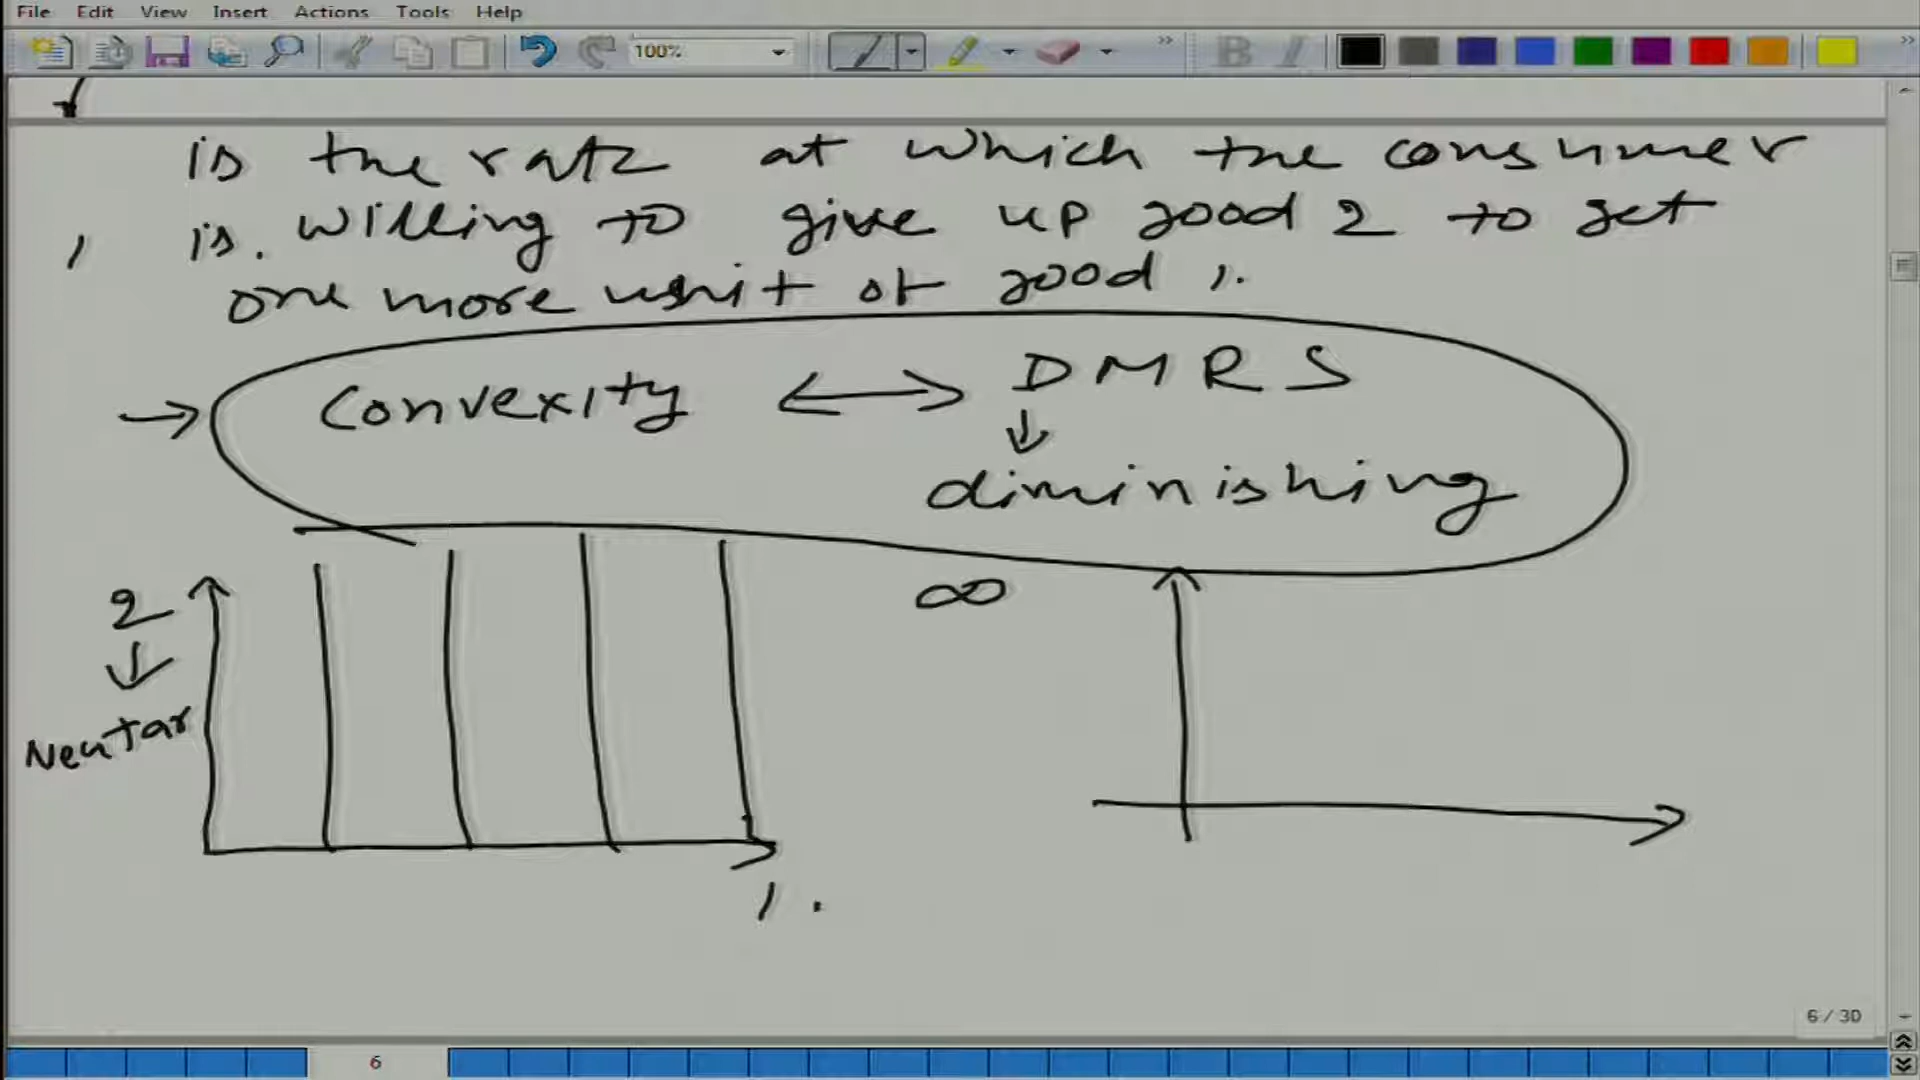 File Edit View Insert Actions Tools Help
100%
is the rate at which the consumer
1 is. willing to give up good 2 to get
one more unit of good 1.
→ Convexity ←→ DMRS
↓
diminishing
2
↓
Neutar
∞
1.
6 / 30
6